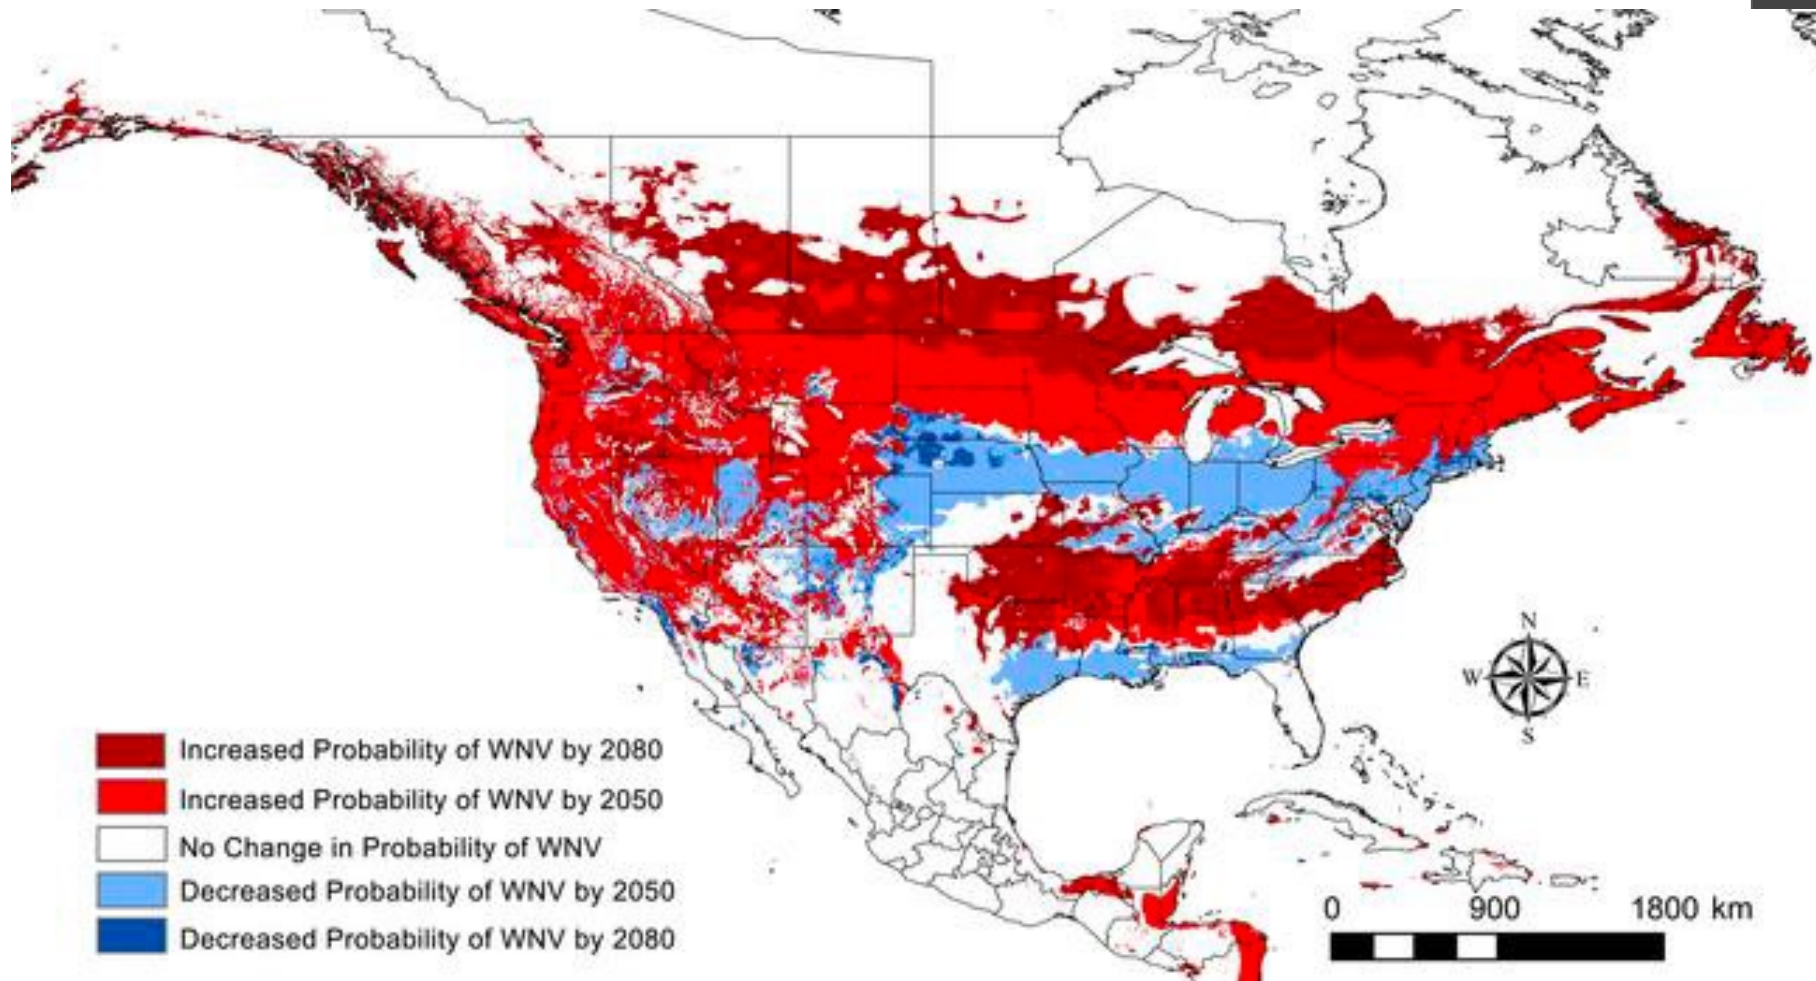 N
W E
S
Increased Probability of WNV by 2080
Increased Probability of WNV by 2050
No Change in Probability of WNV
Decreased Probability of WNV by 2050
Decreased Probability of WNV by 2080
0 900 1800 km